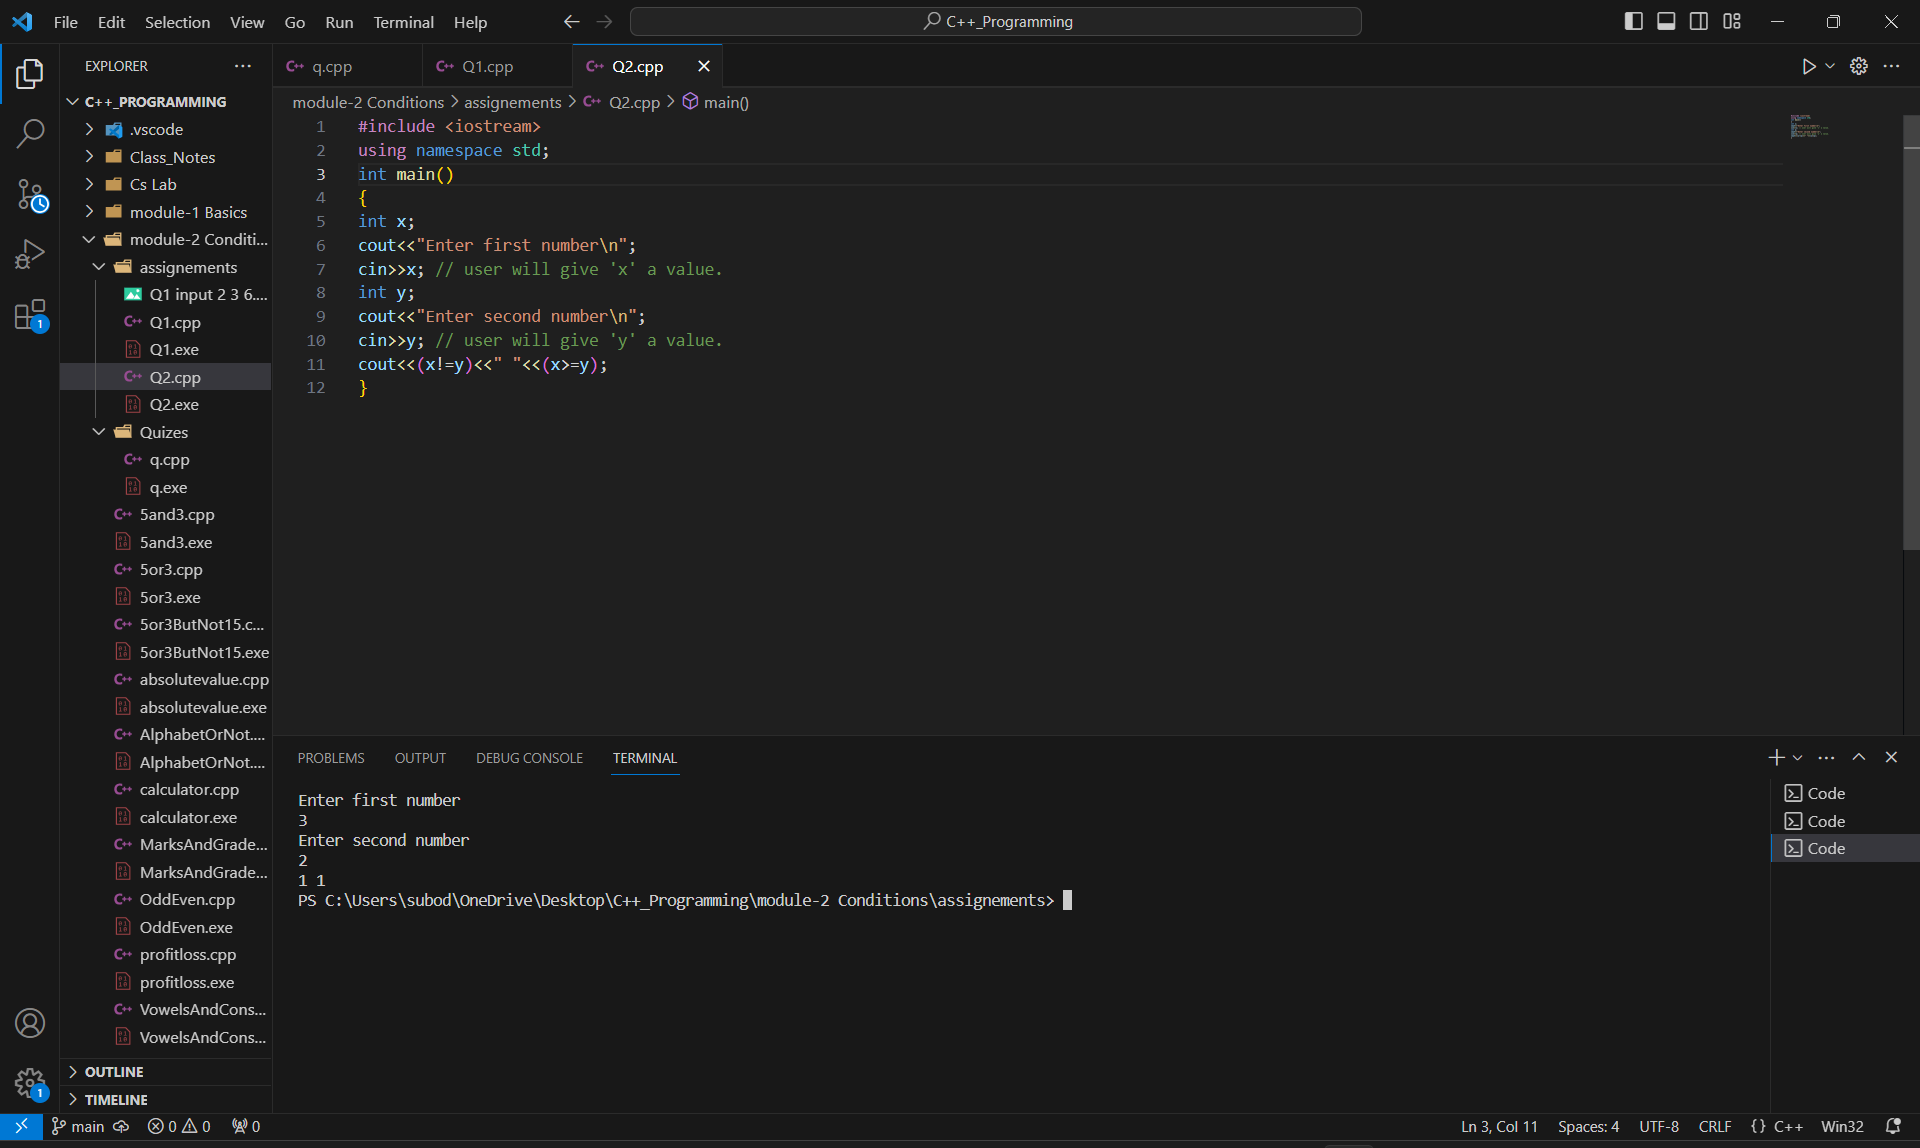 File Edit Selection View Go Run Terminal Help
C++_Programming
EXPLORER
C++_PROGRAMMING
.vscode
Class_Notes
Cs Lab
module-1 Basics
module-2 Conditi...
assignements
Q1 input 2 3 6....
Q1.cpp
Q1.exe
Q2.cpp
Q2.exe
Quizes
q.cpp
q.exe
5and3.cpp
5and3.exe
5or3.cpp
5or3.exe
5or3ButNot15.c...
5or3ButNot15.exe
absolutevalue.cpp
absolutevalue.exe
AlphabetOrNot....
AlphabetOrNot....
calculator.cpp
calculator.exe
MarksAndGrade...
MarksAndGrade...
OddEven.cpp
OddEven.exe
profitloss.cpp
profitloss.exe
VowelsAndCons...
VowelsAndCons...
OUTLINE
TIMELINE
1
1
q.cpp Q1.cpp Q2.cpp
module-2 Conditions > assignements > Q2.cpp > main()
1 #include <iostream>
2 using namespace std;
3 int main()
4 {
5 int x;
6 cout<<"Enter first number\n";
7 cin>>x; // user will give 'x' a value.
8 int y;
9 cout<<"Enter second number\n";
10 cin>>y; // user will give 'y' a value.
11 cout<<(x!=y)<<" "<<(x>=y);
12 }
PROBLEMS OUTPUT DEBUG CONSOLE TERMINAL
Enter first number
3
Enter second number
2
1 1
PS C:\Users\subod\OneDrive\Desktop\C++_Programming\module-2 Conditions\assignements>
Code
Code
Code
main 0 0 0 Ln 3, Col 11 Spaces: 4 UTF-8 CRLF {} C++ Win32